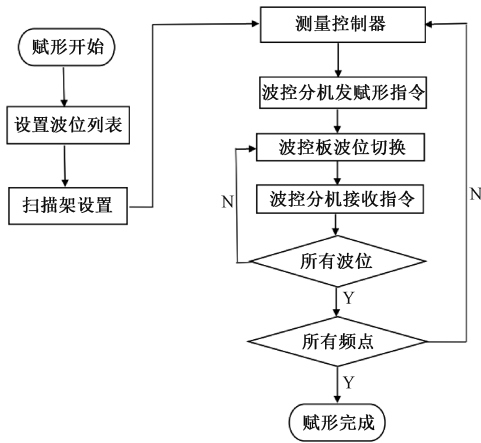 赋形开始
设置波位列表
扫描架设置
测量控制器
波控分机发赋形指令
波控板波位切换
波控分机接收指令
所有波位
N
Y
所有频点
N
Y
赋形完成